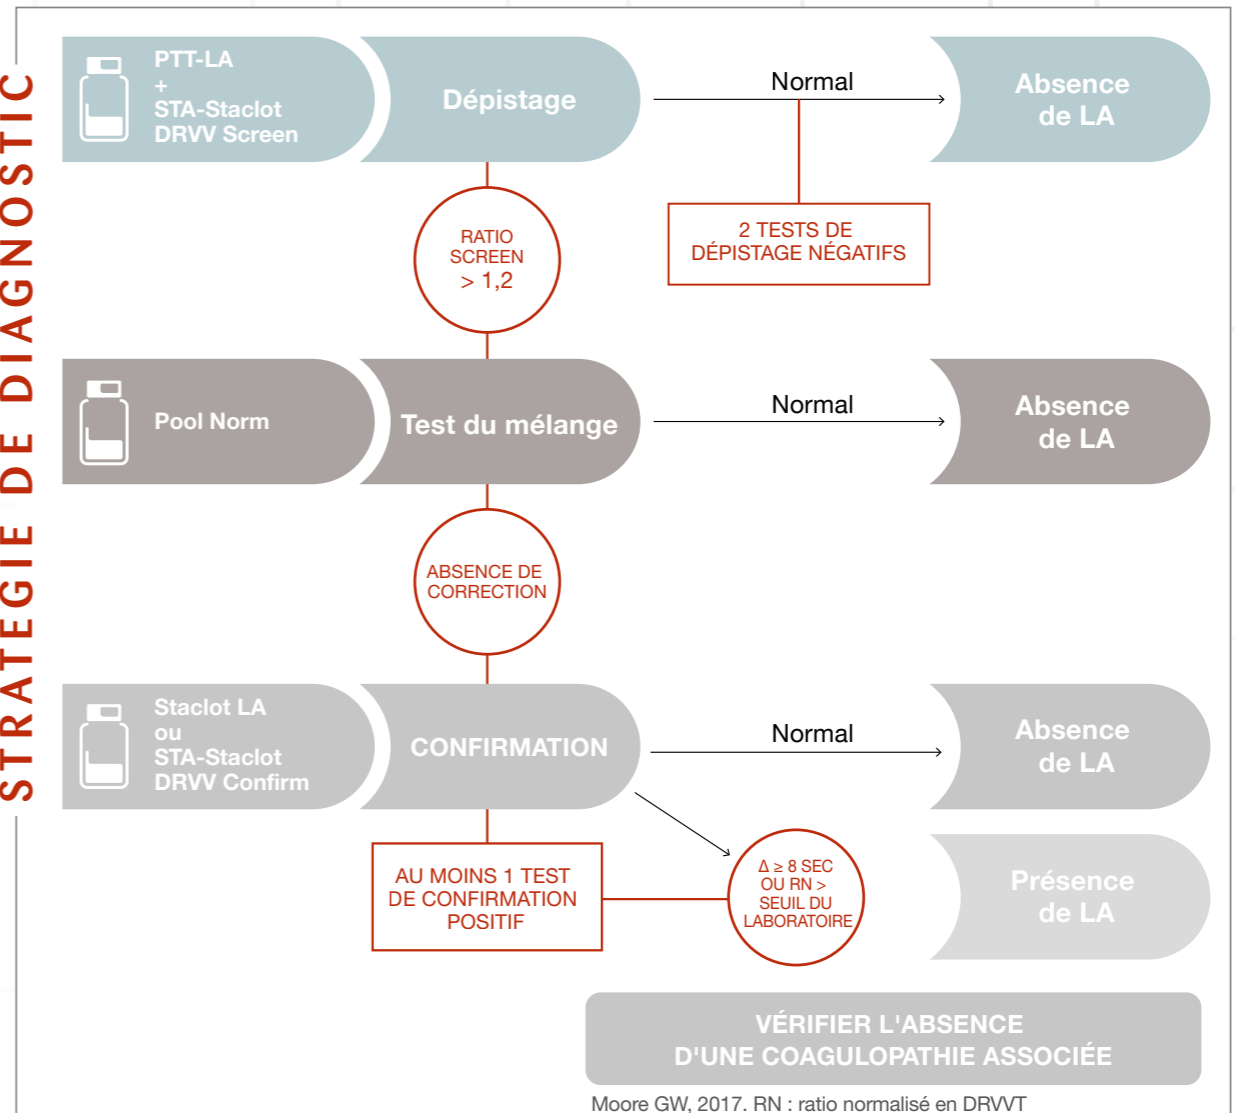 STRATEGIE DE DIAGNOSTIC
PTT-LA
+
STA-Staclot
DRVV Screen
Dépistage
Normal
Absence
de LA
2 TESTS DE
DÉPISTAGE NÉGATIFS
RATIO
SCREEN
> 1,2
Pool Norm
Test du mélange
Normal
Absence
de LA
ABSENCE DE
CORRECTION
Staclot LA
ou
STA-Staclot
DRVV Confirm
CONFIRMATION
Normal
Absence
de LA
AU MOINS 1 TEST
DE CONFIRMATION
POSITIF
Δ ≥ 8 SEC
OU RN >
SEUIL DU
LABORATOIRE
Présence
de LA
VÉRIFIER L'ABSENCE
D'UNE COAGULOPATHIE ASSOCIÉE
Moore GW, 2017. RN : ratio normalisé en DRVVT